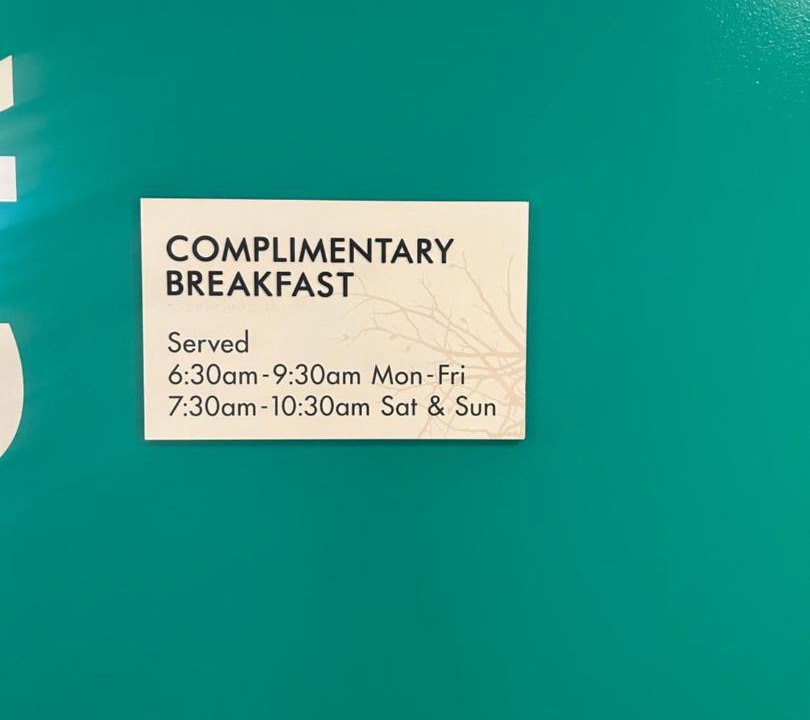 COMPLIMENTARY
BREAKFAST
Served
6:30am-9:30am Mon-Fri
7:30am-10:30am Sat & Sun